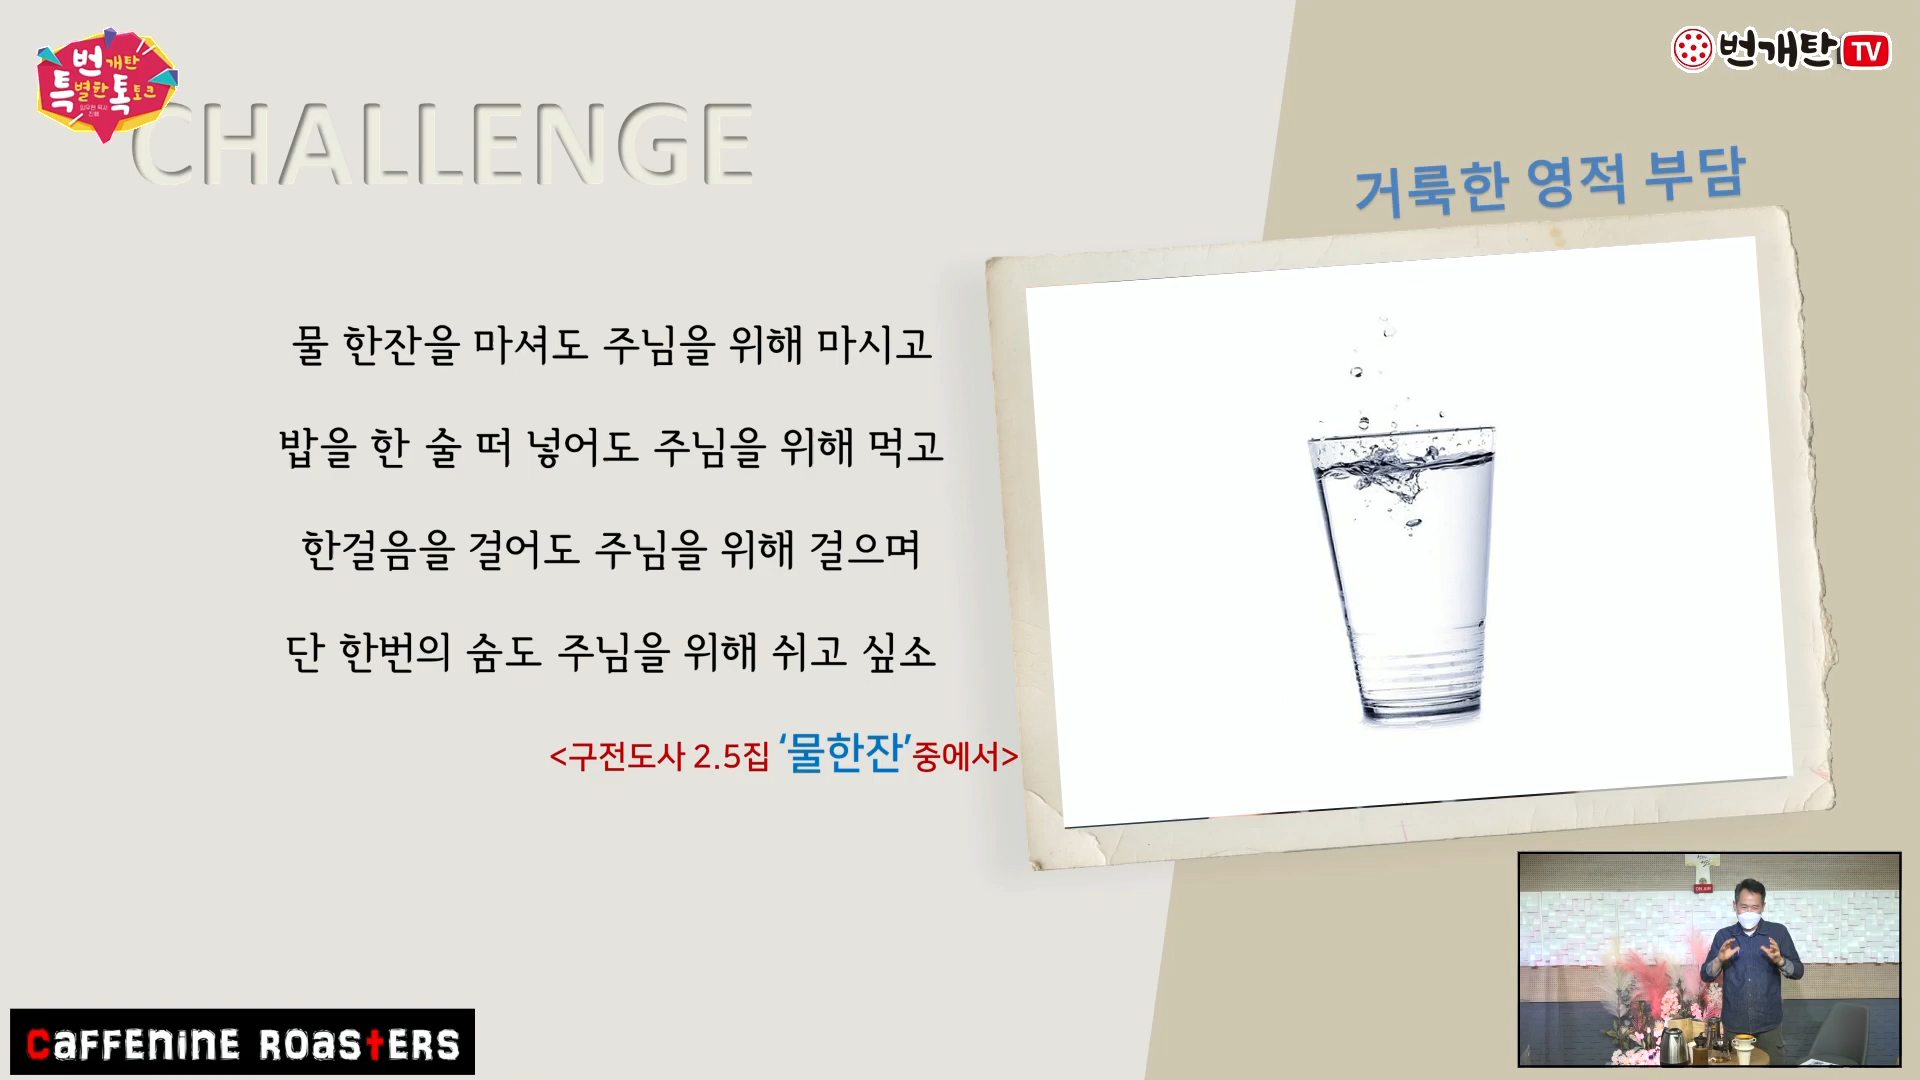 번개탄
특별한 톡토크
번개탄 TV
CHALLENGE
거룩한 영적 부담
물 한잔을 마셔도 주님을 위해 마시고
밥을 한 술 떠 넣어도 주님을 위해 먹고
한걸음을 걸어도 주님을 위해 걸으며
단 한번의 숨도 주님을 위해 쉬고 싶소
<구전도사 2.5집 ‘물한잔’중에서>
ON AIR
CAFFENINE ROASTERS